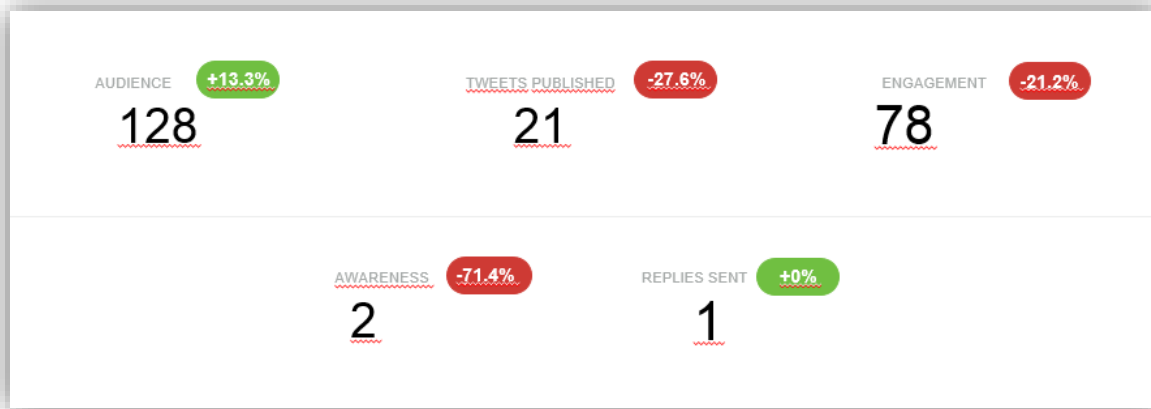 AUDIENCE +13.3% TWEETS PUBLISHED -27.6% ENGAGEMENT -21.2%
128 21 78
AWARENESS -71.4% REPLIES SENT +0%
2 1